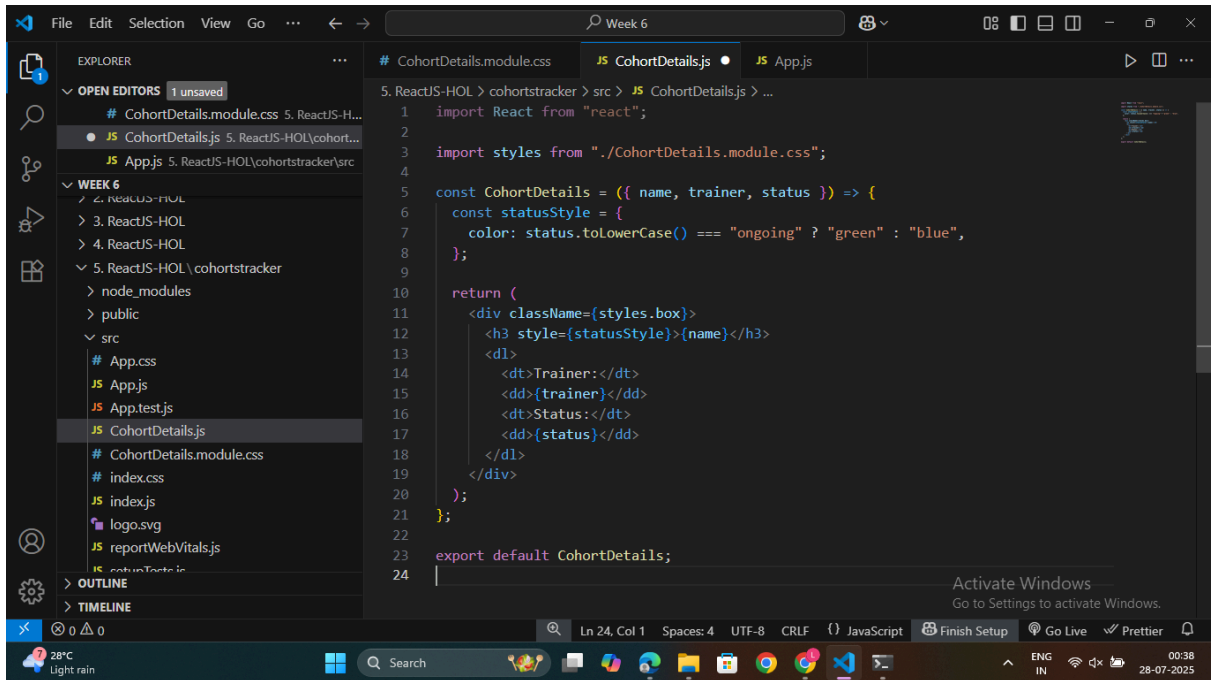 File Edit Selection View Go ··· Week 6
EXPLORER ···
OPEN EDITORS 1 unsaved
# CohortDetails.module.css 5. ReactJS-H...
JS CohortDetails.js 5. ReactJS-HOL\cohort...
JS App.js 5. ReactJS-HOL\cohortstracker\src
WEEK 6
> 2. ReactJS-HOL
> 3. ReactJS-HOL
> 4. ReactJS-HOL
5. ReactJS-HOL\cohortstracker
> node_modules
> public
src
# App.css
JS App.js
JS App.test.js
JS CohortDetails.js
# CohortDetails.module.css
# index.css
JS index.js
logo.svg
JS reportWebVitals.js
JS setupTests.js
> OUTLINE
> TIMELINE
1
# CohortDetails.module.css JS CohortDetails.js ● JS App.js
5. ReactJS-HOL > cohortstracker > src > JS CohortDetails.js > ...
1 import React from "react";
2
3 import styles from "./CohortDetails.module.css";
4
5 const CohortDetails = ({ name, trainer, status }) => {
6 const statusStyle = {
7 color: status.toLowerCase() === "ongoing" ? "green" : "blue",
8 };
9
10 return (
11 <div className={styles.box}>
12 <h3 style={statusStyle}>{name}</h3>
13 <dl>
14 <dt>Trainer:</dt>
15 <dd>{trainer}</dd>
16 <dt>Status:</dt>
17 <dd>{status}</dd>
18 </dl>
19 </div>
20 );
21 };
22
23 export default CohortDetails;
24
Activate Windows
Go to Settings to activate Windows.
0 0 Ln 24, Col 1 Spaces: 4 UTF-8 CRLF {} JavaScript Finish Setup Go Live Prettier
7 28°C
Light rain
Search
ENG
IN
00:38
28-07-2025